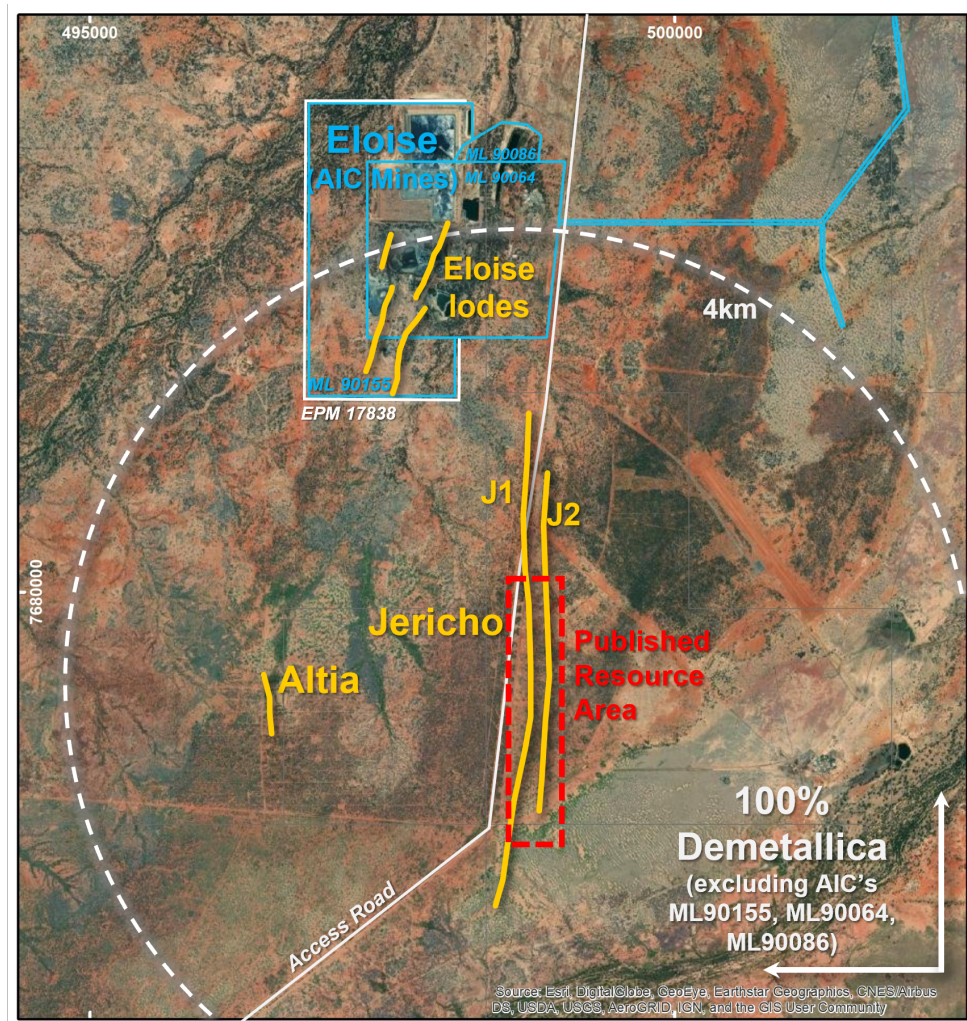 495000
500000
Eloise
(AIC Mines)
ML 90086
ML 90064
Eloise
lodes
4km
ML 90155
EPM 17838
J1
J2
7680000
Jericho
Published
Resource
Area
Altia
100%
Demetallica
(excluding AIC's
ML90155, ML90064,
ML90086)
Access Road
Source: Esri, DigitalGlobe, GeoEye, Earthstar Geographics, CNES/Airbus
DS, USDA, USGS, AeroGRID, IGN, and the GIS User Community